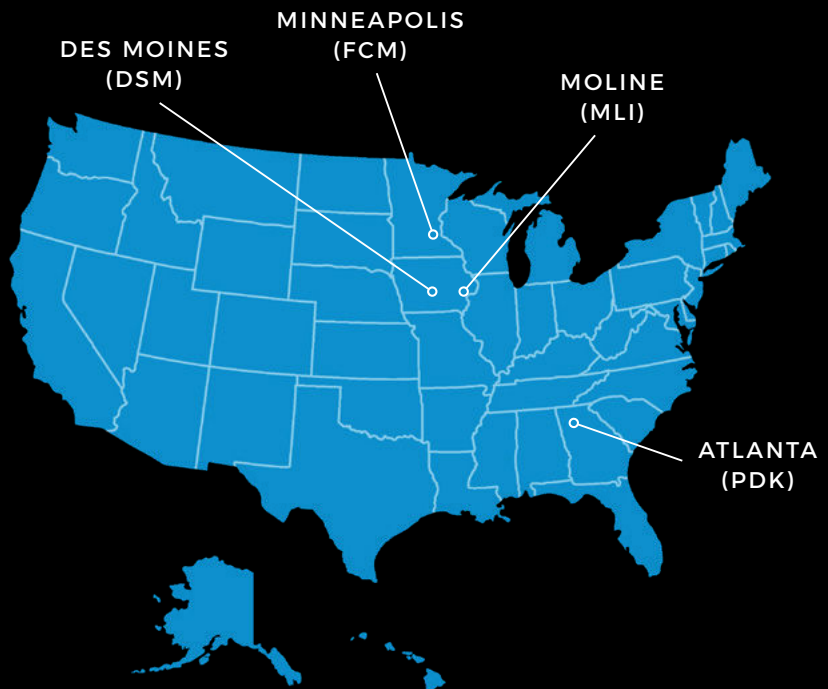 MINNEAPOLIS
(FCM)
DES MOINES
(DSM)
MOLINE
(MLI)
ATLANTA
(PDK)